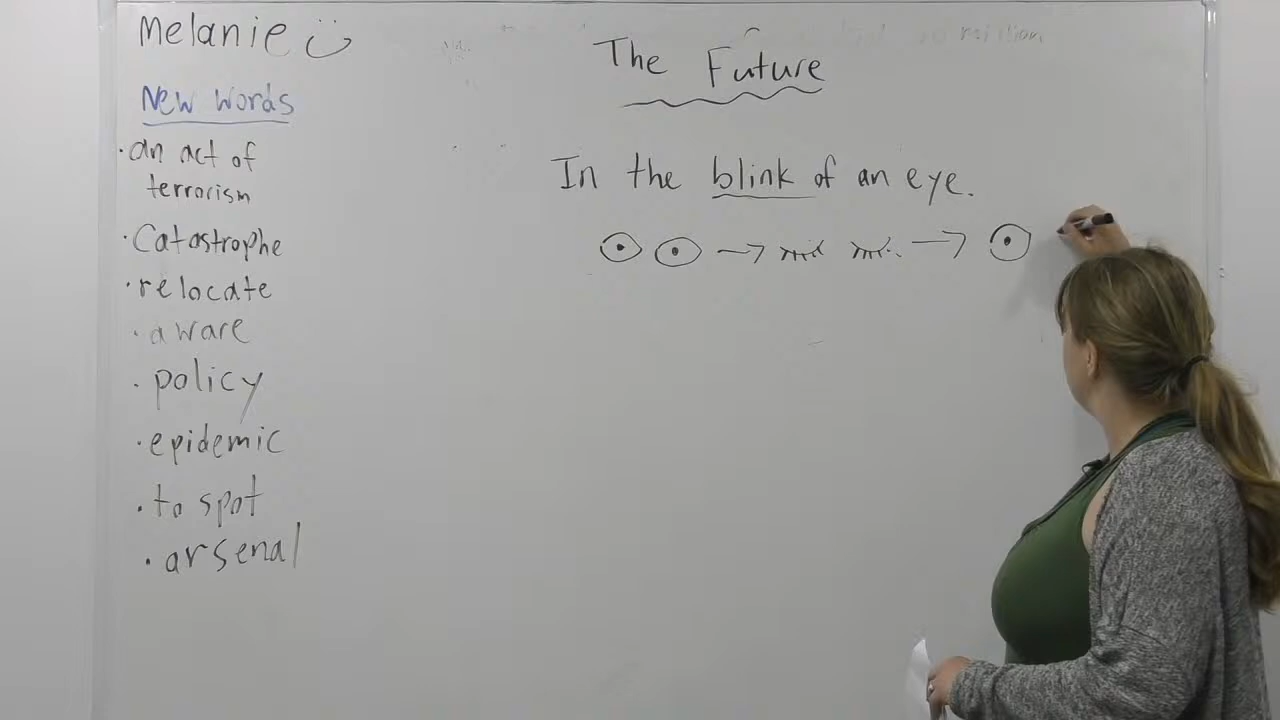 Melanie
New Words
· an act of
terrorism
· Catastrophe
· relocate
· aware
· policy
· epidemic
· to spot
· arsenal
The Future
In the blink of an eye.
million